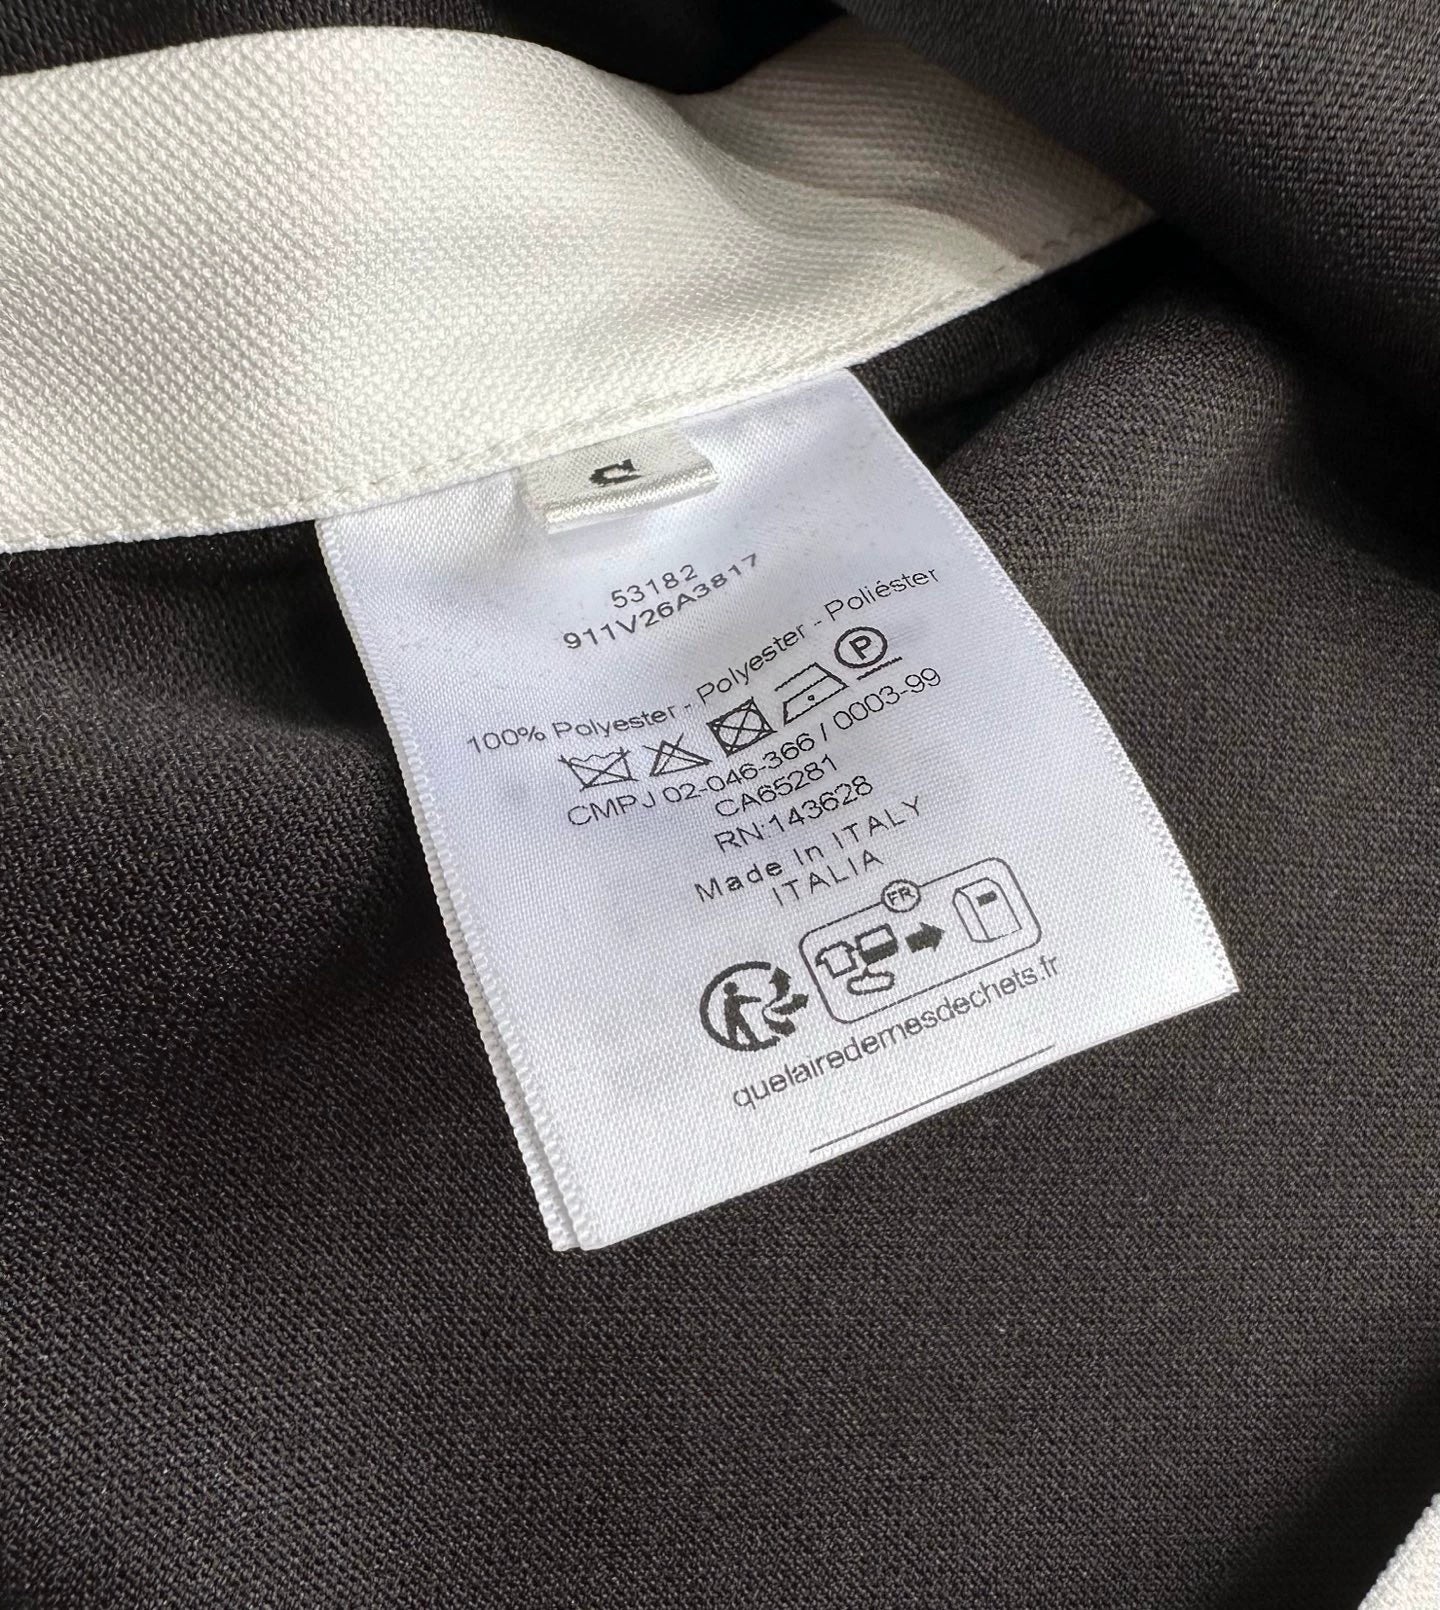 53182
911V26A3817
100% Polyester - Polyester - Poliéster
P
CMPJ 02-046-366 / 0003-99
CA65281
RN:143628
Made In ITALY
ITALIA
FR
quelairedemesdechets.fr